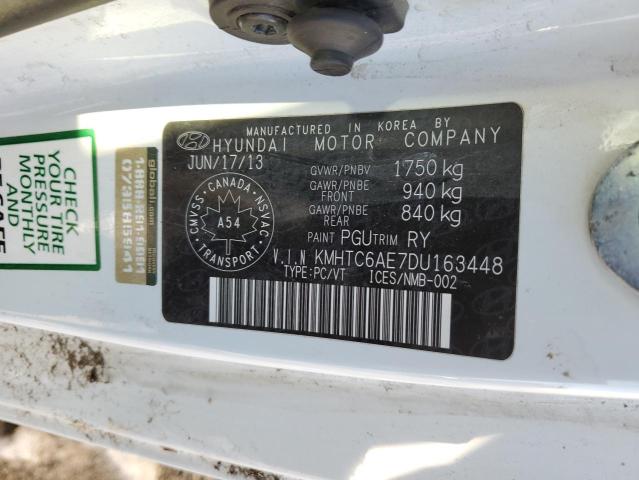 MANUFACTURED IN KOREA BY
HYUNDAI MOTOR COMPANY
JUN/17/13
GVWR/PNBV 1750 kg
GAWR/PNBE FRONT 940 kg
GAWR/PNBE REAR 840 kg
PAINT PGU TRIM RY
V.I.N KMHTC6AE7DU163448
TYPE:PC/VT ICES/NMB-002
CANADA
CMVSS
NSVAC
A54
CHECK
YOUR TIRE
PRESSURE
MONTHLY
AND
globali.com